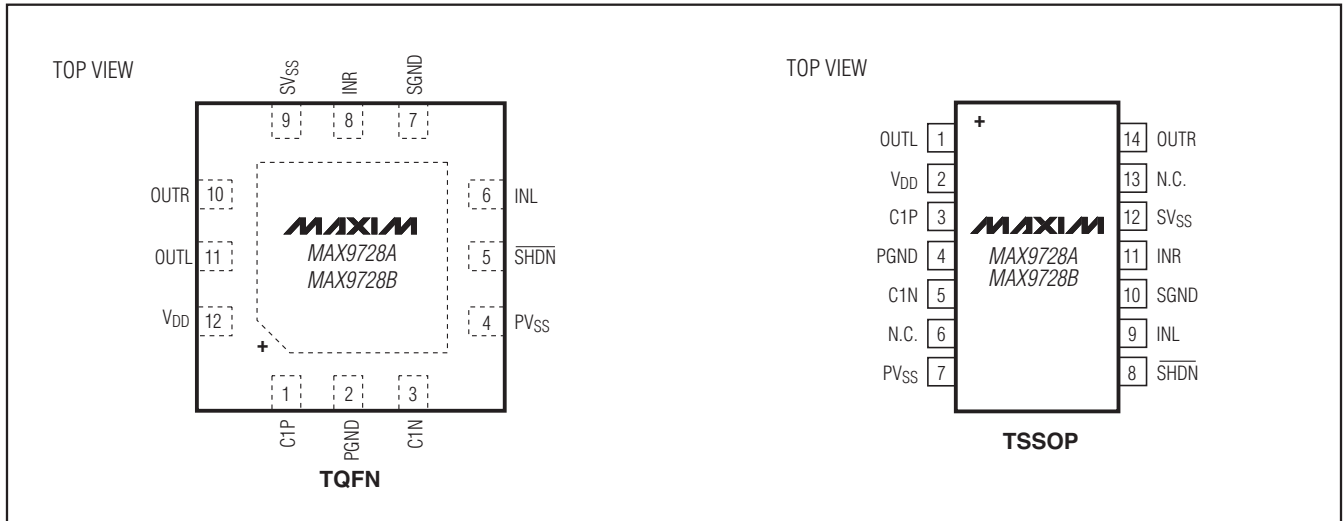 TOP VIEW
SVSS
INR
SGND
9
8
7
OUTR 10
6 INL
OUTL 11
5 SHDN
VDD 12
4 PVSS
MAXIM
MAX9728A
MAX9728B
+
1
2
3
C1P
PGND
C1N
TQFN
TOP VIEW
+
OUTL 1
14 OUTR
VDD 2
13 N.C.
C1P 3
12 SVSS
PGND 4
11 INR
C1N 5
10 SGND
N.C. 6
9 INL
PVSS 7
8 SHDN
MAXIM
MAX9728A
MAX9728B
TSSOP